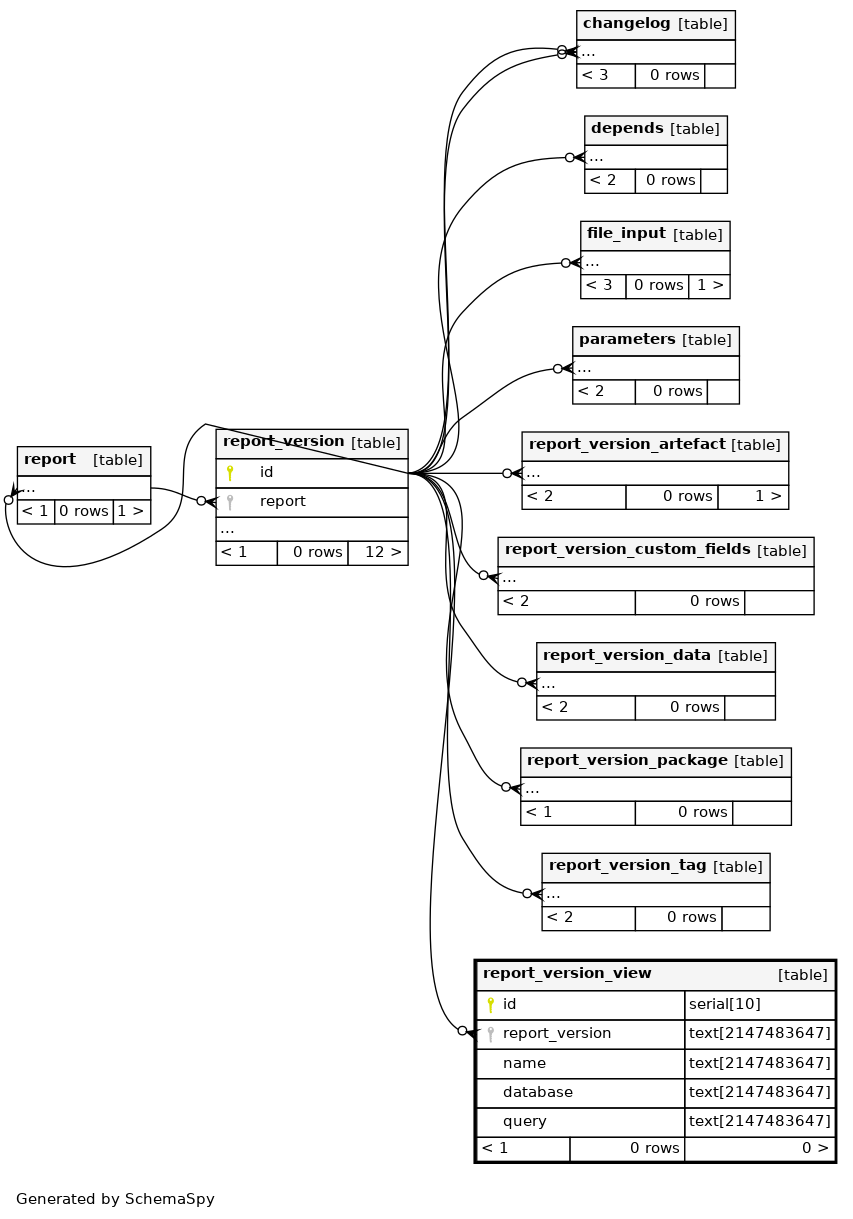 changelog [table]
...
< 3 0 rows
depends [table]
...
< 2 0 rows
file_input [table]
...
< 3 0 rows 1 >
parameters [table]
...
< 2 0 rows
report [table]
...
< 1 0 rows 1 >
report_version [table]
id
report
...
< 1 0 rows 12 >
report_version_artefact [table]
...
< 2 0 rows 1 >
report_version_custom_fields [table]
...
< 2 0 rows
report_version_data [table]
...
< 2 0 rows
report_version_package [table]
...
< 1 0 rows
report_version_tag [table]
...
< 2 0 rows
report_version_view [table]
id serial[10]
report_version text[2147483647]
name text[2147483647]
database text[2147483647]
query text[2147483647]
< 1 0 rows 0 >
Generated by SchemaSpy